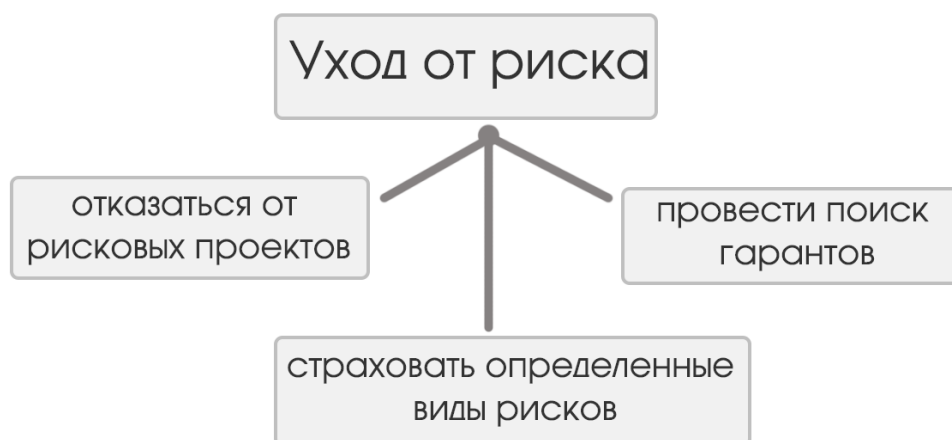 Уход от риска
отказаться от
рисковых проектов
провести поиск
гарантов
страховать определенные
виды рисков